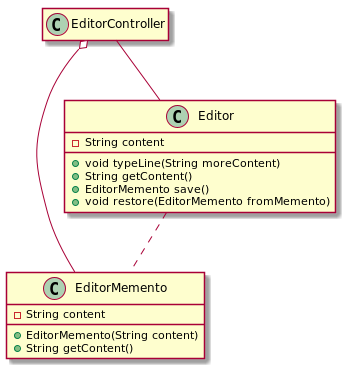 C EditorController
C Editor
String content
void typeLine(String moreContent)
String getContent()
EditorMemento save()
void restore(EditorMemento fromMemento)
C EditorMemento
String content
EditorMemento(String content)
String getContent()